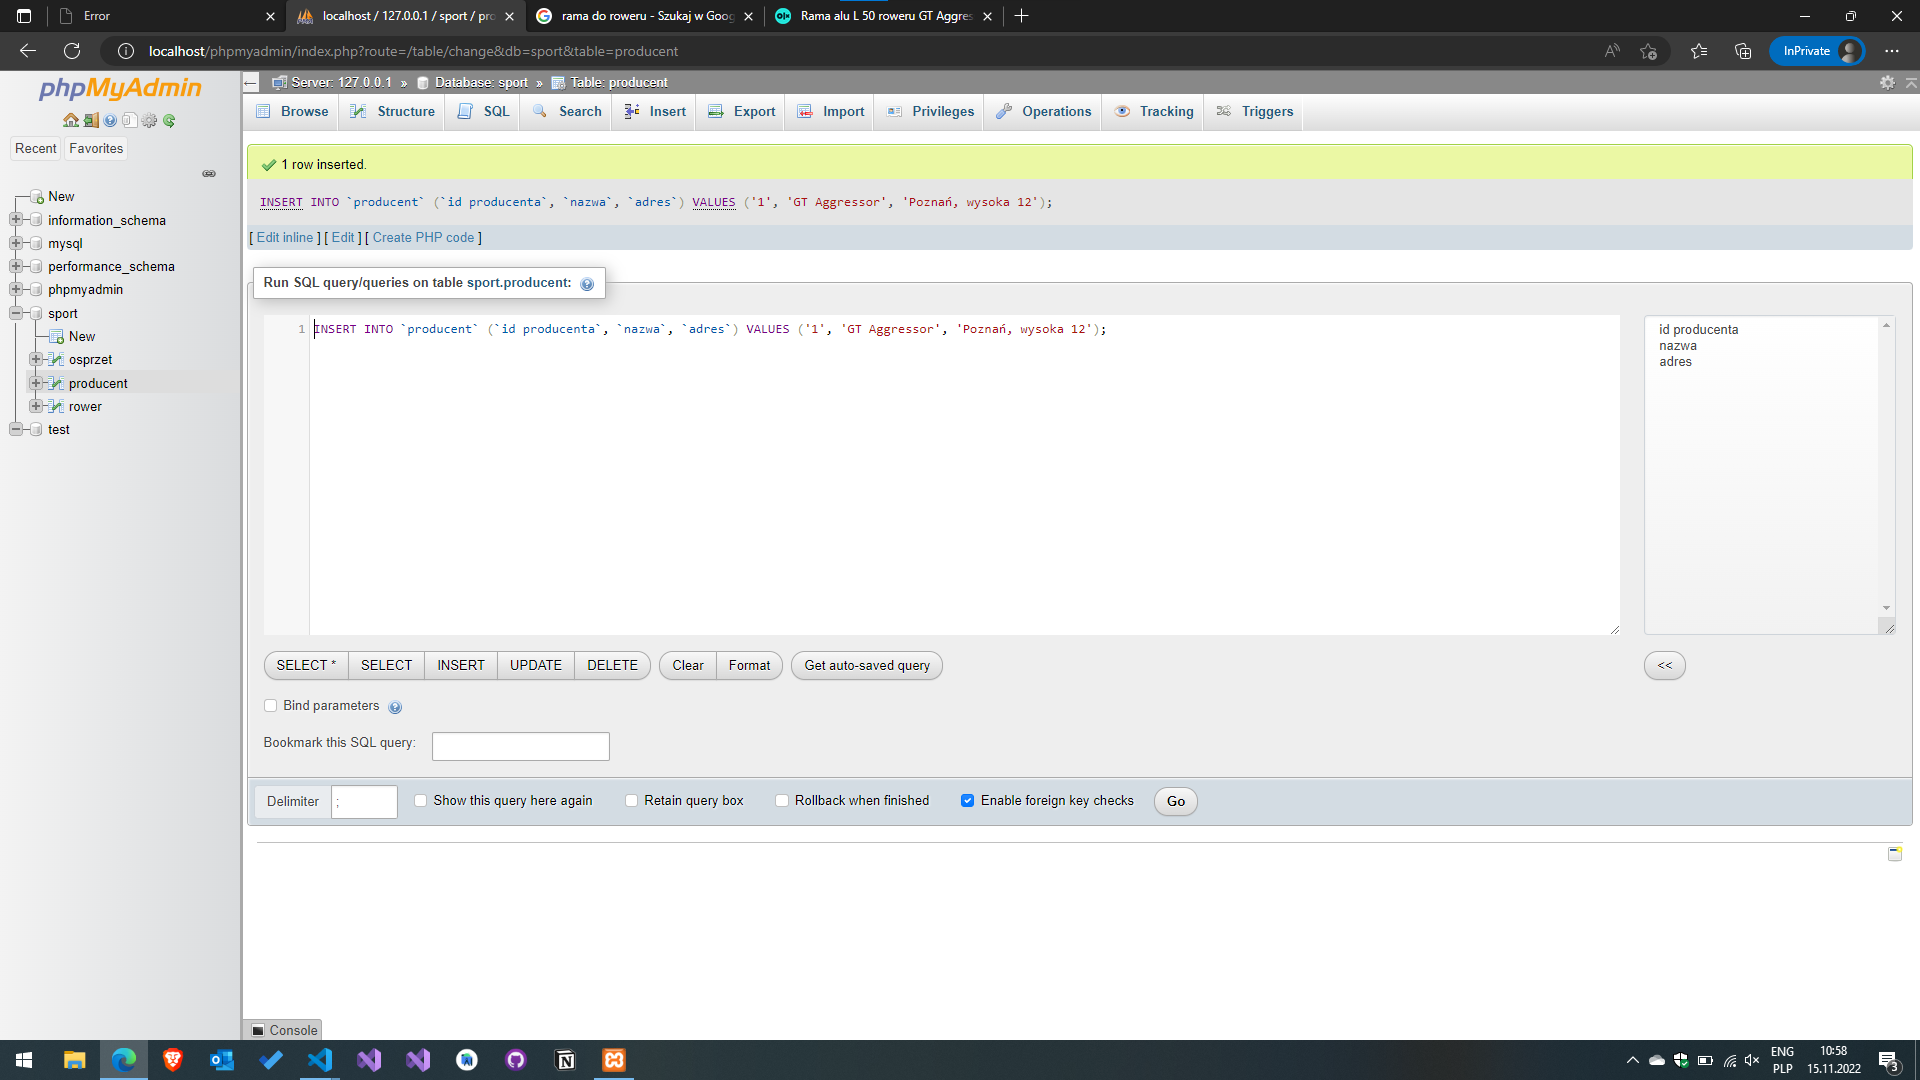 Error
localhost / 127.0.0.1 / sport / pro
rama do roweru - Szukaj w Goog
Rama alu L 50 roweru GT Aggres
localhost/phpmyadmin/index.php?route=/table/change&db=sport&table=producent
InPrivate
phpMyAdmin
Server: 127.0.0.1 » Database: sport » Table: producent
Browse Structure SQL Search Insert Export Import Privileges Operations Tracking Triggers
Recent Favorites
New
information_schema
mysql
performance_schema
phpmyadmin
sport
New
osprzet
producent
rower
test
1 row inserted.
INSERT INTO `producent` (`id producenta`, `nazwa`, `adres`) VALUES ('1', 'GT Aggressor', 'Poznań, wysoka 12');
[ Edit inline ] [ Edit ] [ Create PHP code ]
Run SQL query/queries on table sport.producent:
1 INSERT INTO `producent` (`id producenta`, `nazwa`, `adres`) VALUES ('1', 'GT Aggressor', 'Poznań, wysoka 12');
id producenta
nazwa
adres
SELECT * SELECT INSERT UPDATE DELETE Clear Format Get auto-saved query <<
Bind parameters
Bookmark this SQL query:
Delimiter ; Show this query here again Retain query box Rollback when finished Enable foreign key checks Go
Console
ENG
PLP
10:58
15.11.2022
3